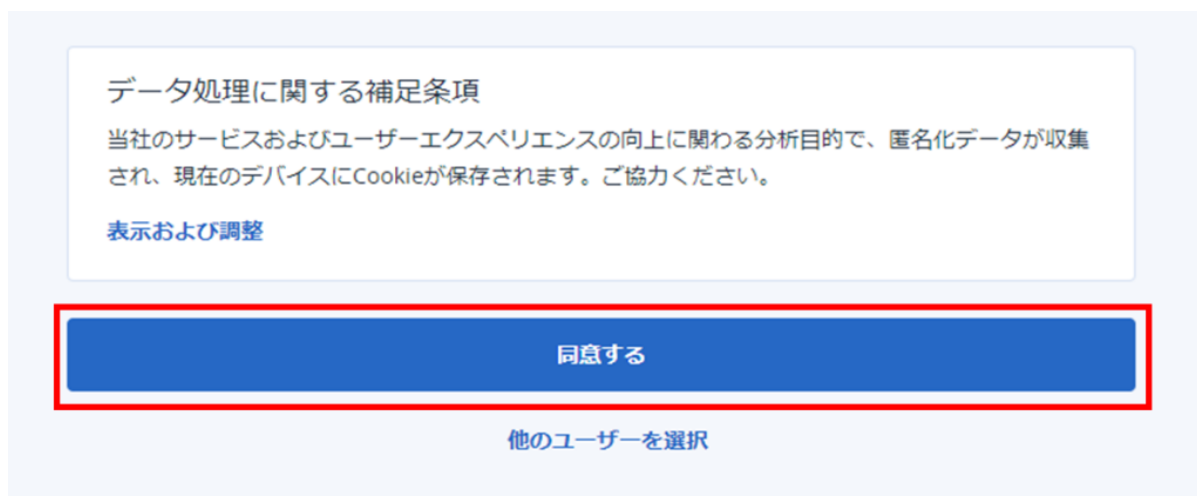 データ処理に関する補足条項
当社のサービスおよびユーザーエクスペリエンスの向上に関わる分析目的で、匿名化データが収集
され、現在のデバイスにCookieが保存されます。ご協力ください。
表示および調整
同意する
他のユーザーを選択